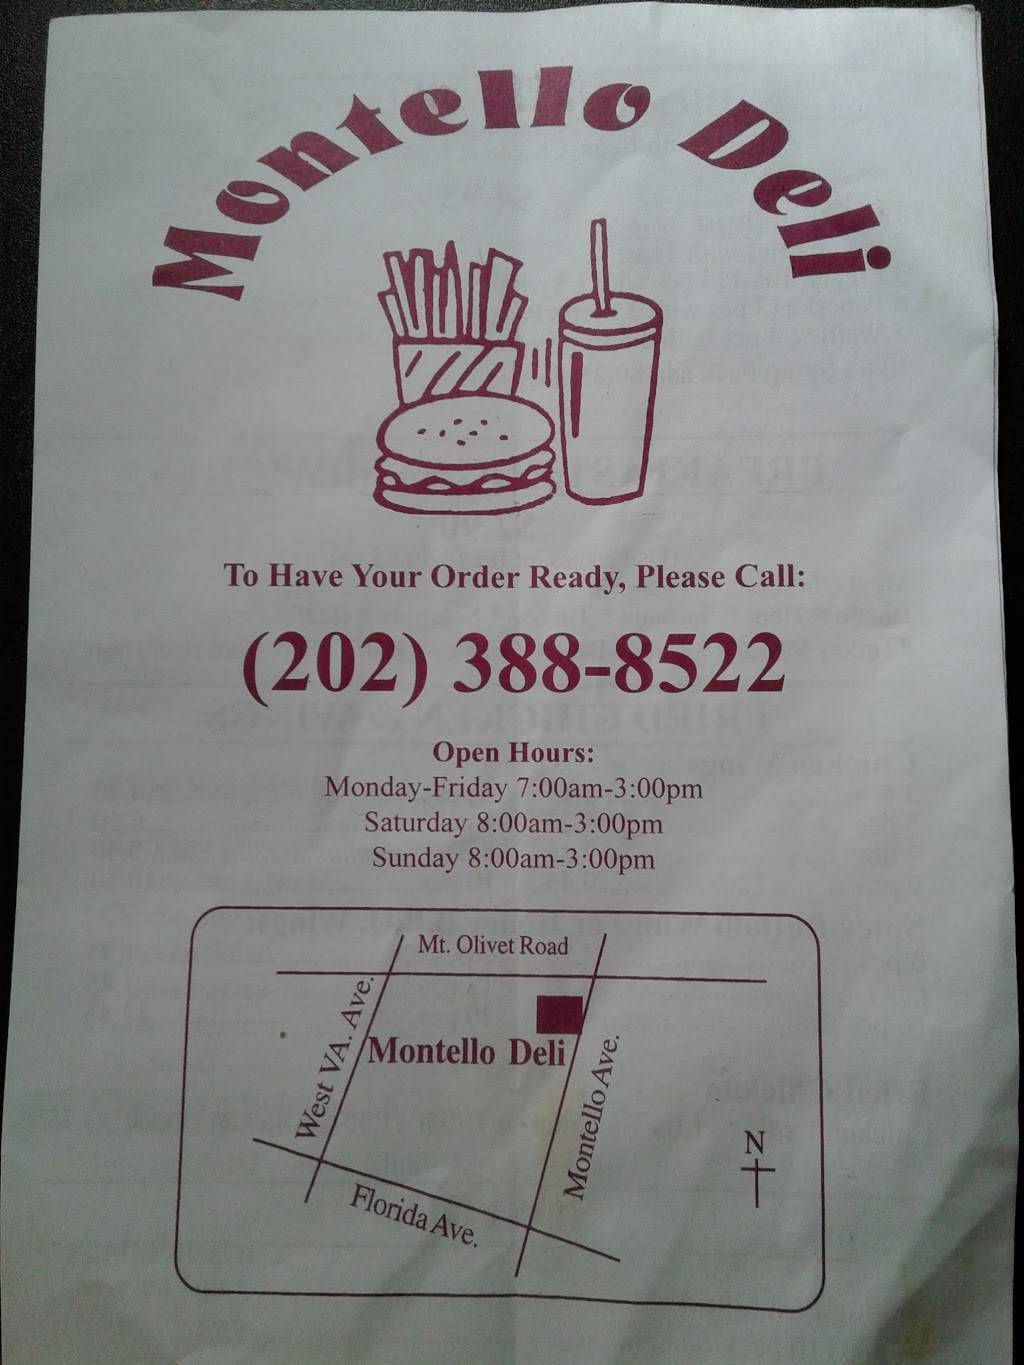 Montello Deli
To Have Your Order Ready, Please Call:
(202) 388-8522
Open Hours:
Monday-Friday 7:00am-3:00pm
Saturday 8:00am-3:00pm
Sunday 8:00am-3:00pm
Mt. Olivet Road
West VA. Ave.
Montello Deli
Montello Ave.
N
Florida Ave.